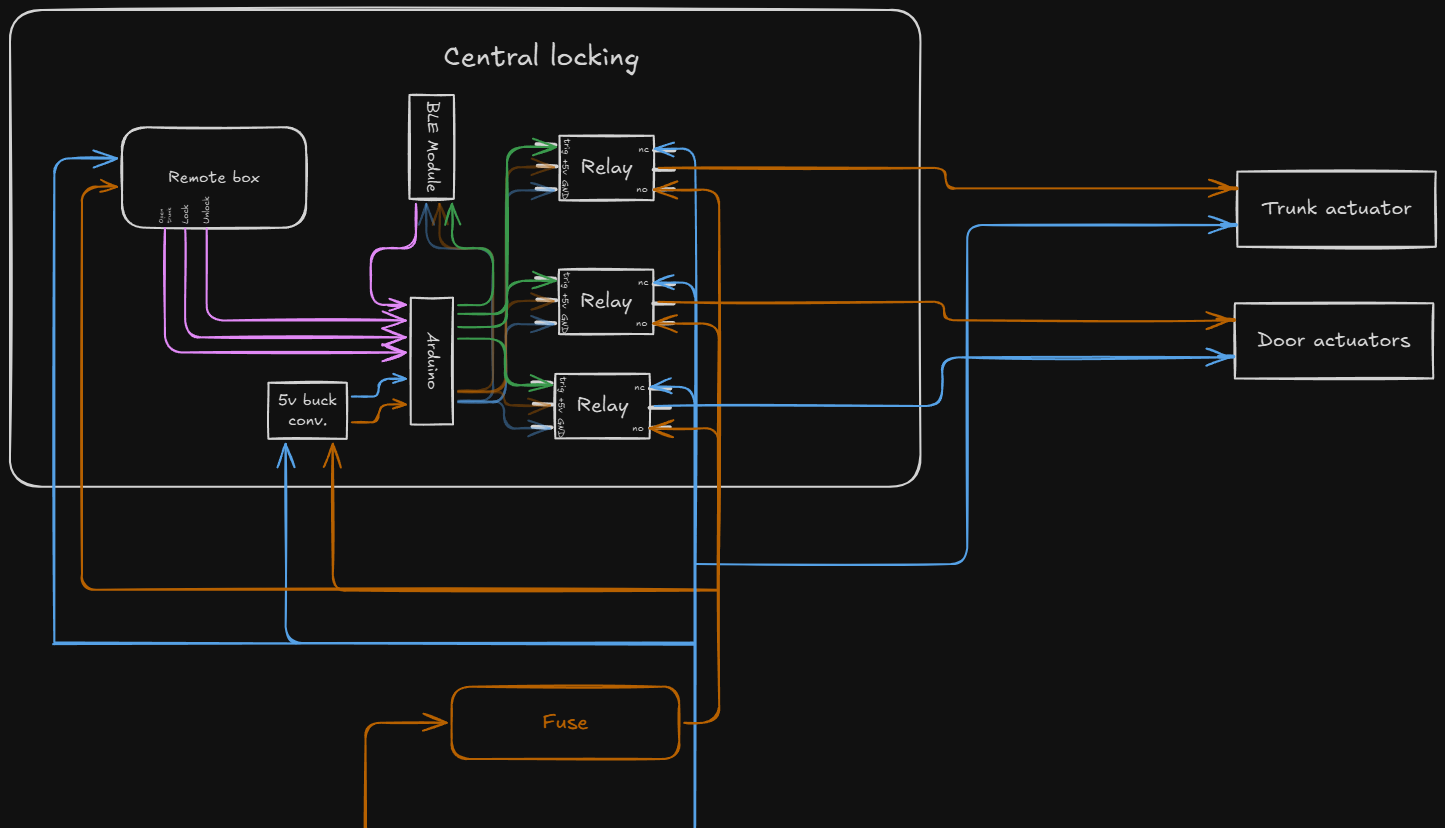 Central locking
BLE Module
Remote box
Open
trunk
Lock
Unlock
trig
+5v
GND
Relay
nc
no
Trunk actuator
trig
+5v
GND
Relay
nc
no
Arduino
Door actuators
5v buck
conv.
trig
+5v
GND
Relay
nc
no
Fuse